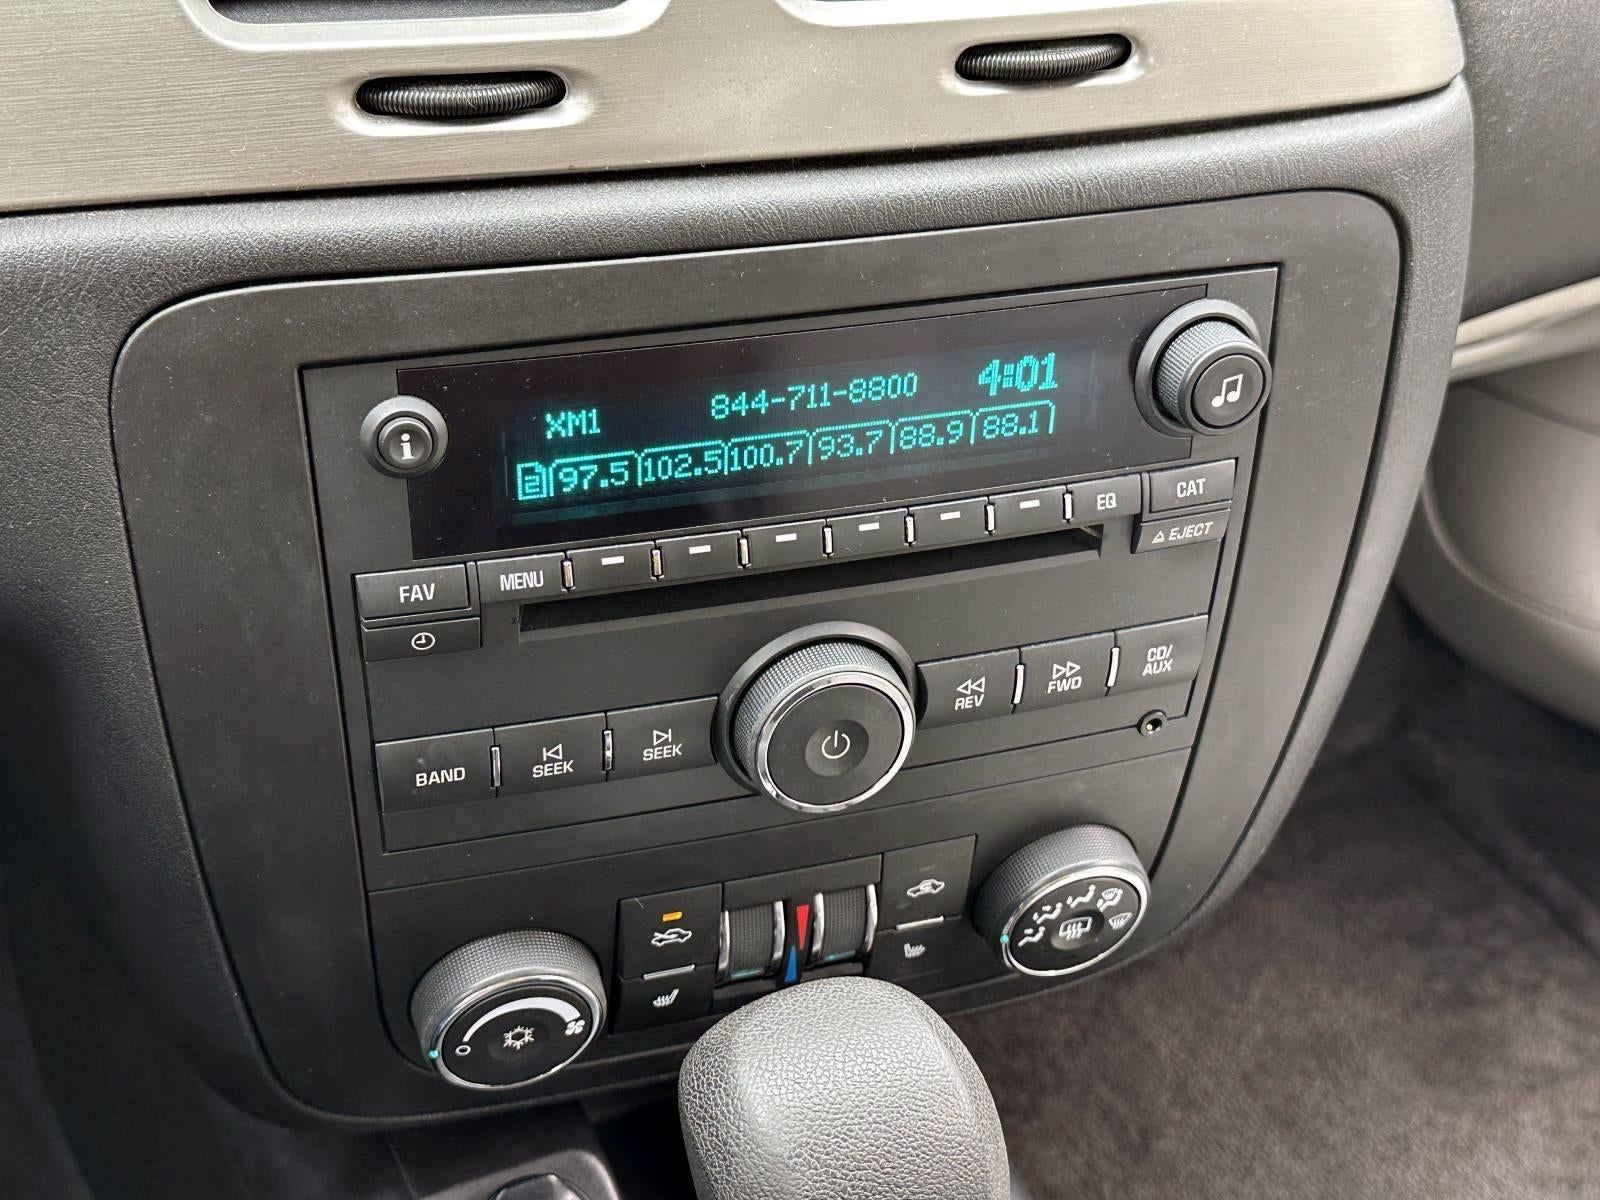 XM1 844-711-8800 4:01
2 97.5 102.5 100.7 93.7 88.9 88.1
i
FAV
MENU
EQ
CAT
EJECT
BAND
SEEK
SEEK
REV
FWD
CD/
AUX